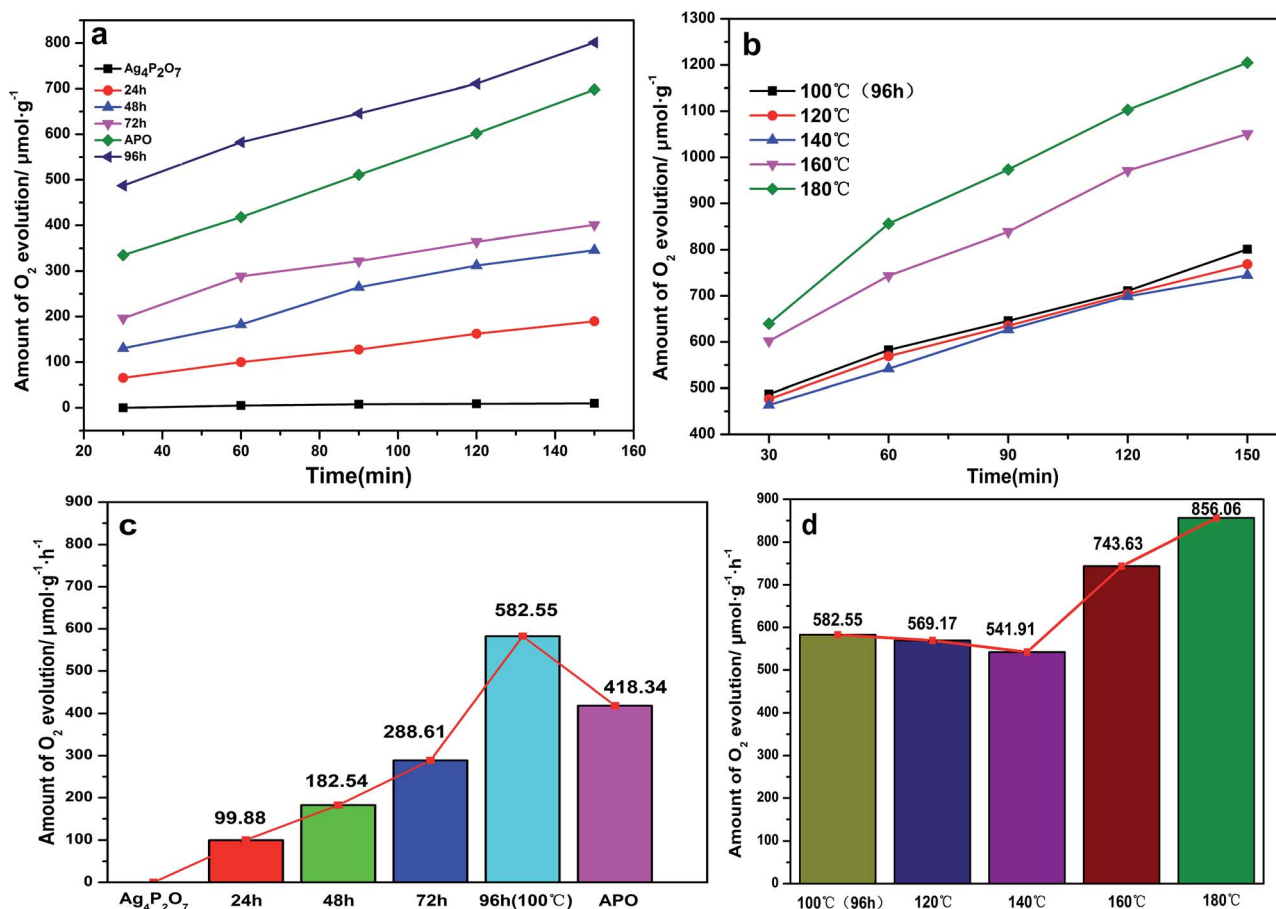 a
Amount of O2 evolution/ μmol·g-1
800
700
600
500
400
300
200
100
0
Ag4P2O7
24h
48h
72h
APO
96h
20 40 60 80 100 120 140 160
Time(min)
b
Amount of O2 evolution/ μmol·g-1
1300
1200
1100
1000
900
800
700
600
500
400
100℃（96h）
120℃
140℃
160℃
180℃
30 60 90 120 150
Time(min)
c
Amount of O2 evolution/ μmol·g-1·h-1
900
800
700
600
500
400
300
200
100
0
99.88
182.54
288.61
582.55
418.34
Ag4P2O7 24h 48h 72h 96h(100℃) APO
d
Amount of O2 evolution/ μmol·g-1·h-1
900
800
700
600
500
400
300
200
100
0
582.55
569.17
541.91
743.63
856.06
100℃（96h） 120℃ 140℃ 160℃ 180℃